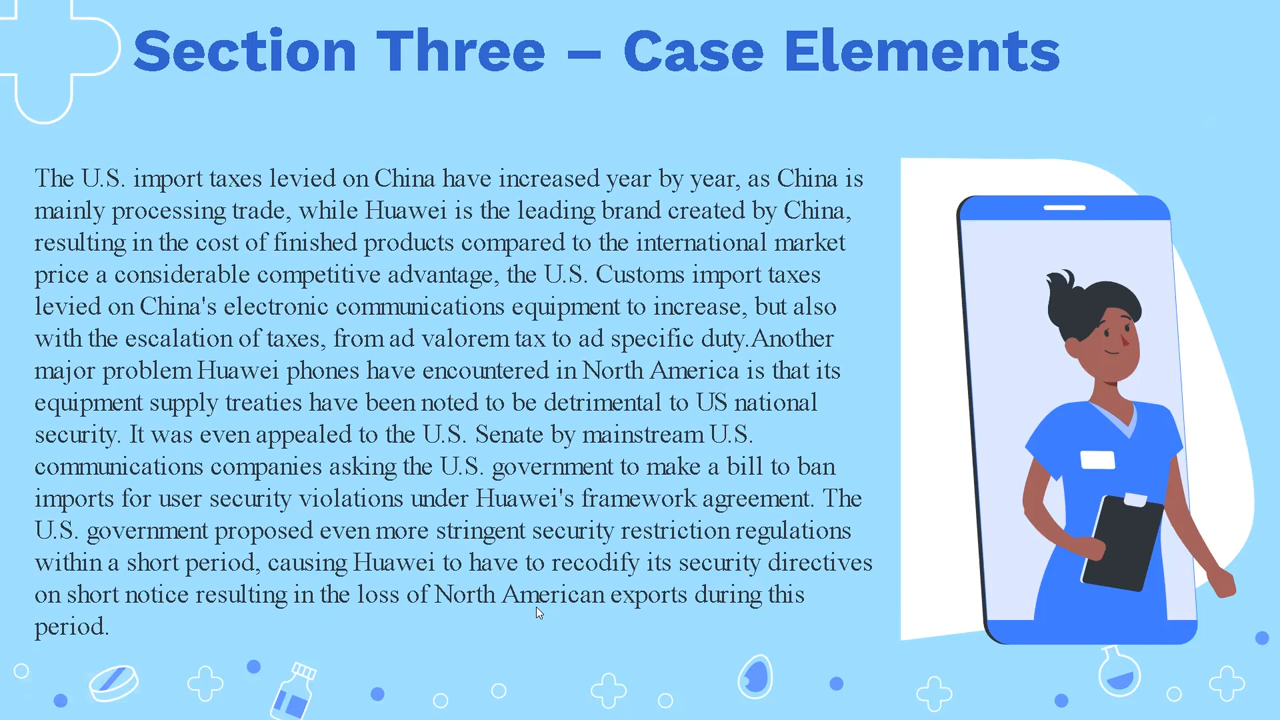 Section Three – Case Elements
The U.S. import taxes levied on China have increased year by year, as China is
mainly processing trade, while Huawei is the leading brand created by China,
resulting in the cost of finished products compared to the international market
price a considerable competitive advantage, the U.S. Customs import taxes
levied on China's electronic communications equipment to increase, but also
with the escalation of taxes, from ad valorem tax to ad specific duty.Another
major problem Huawei phones have encountered in North America is that its
equipment supply treaties have been noted to be detrimental to US national
security. It was even appealed to the U.S. Senate by mainstream U.S.
communications companies asking the U.S. government to make a bill to ban
imports for user security violations under Huawei's framework agreement. The
U.S. government proposed even more stringent security restriction regulations
within a short period, causing Huawei to have to recodify its security directives
on short notice resulting in the loss of North American exports during this
period.